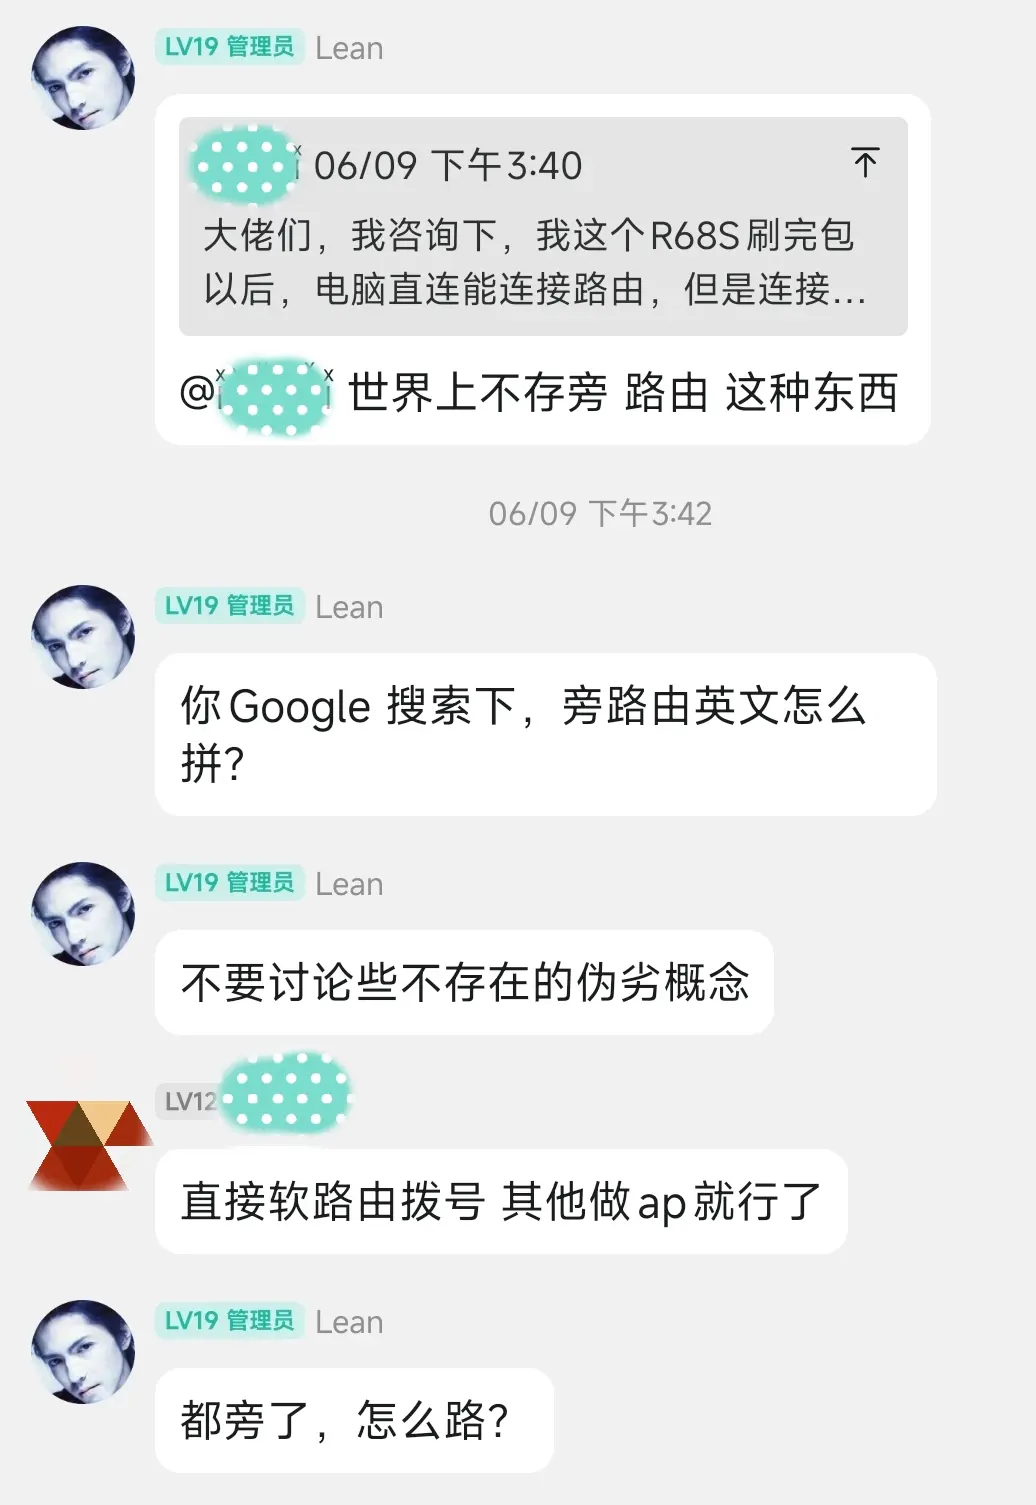 LV19 管理员 Lean
06/09 下午3:40
大佬们，我咨询下，我这个R68S刷完包
以后，电脑直连能连接路由，但是连接...
@ 世界上不存旁 路由 这种东西
06/09 下午3:42
LV19 管理员 Lean
你Google 搜索下，旁路由英文怎么
拼？
LV19 管理员 Lean
不要讨论些不存在的伪劣概念
LV12
直接软路由拨号 其他做ap就行了
LV19 管理员 Lean
都旁了，怎么路？